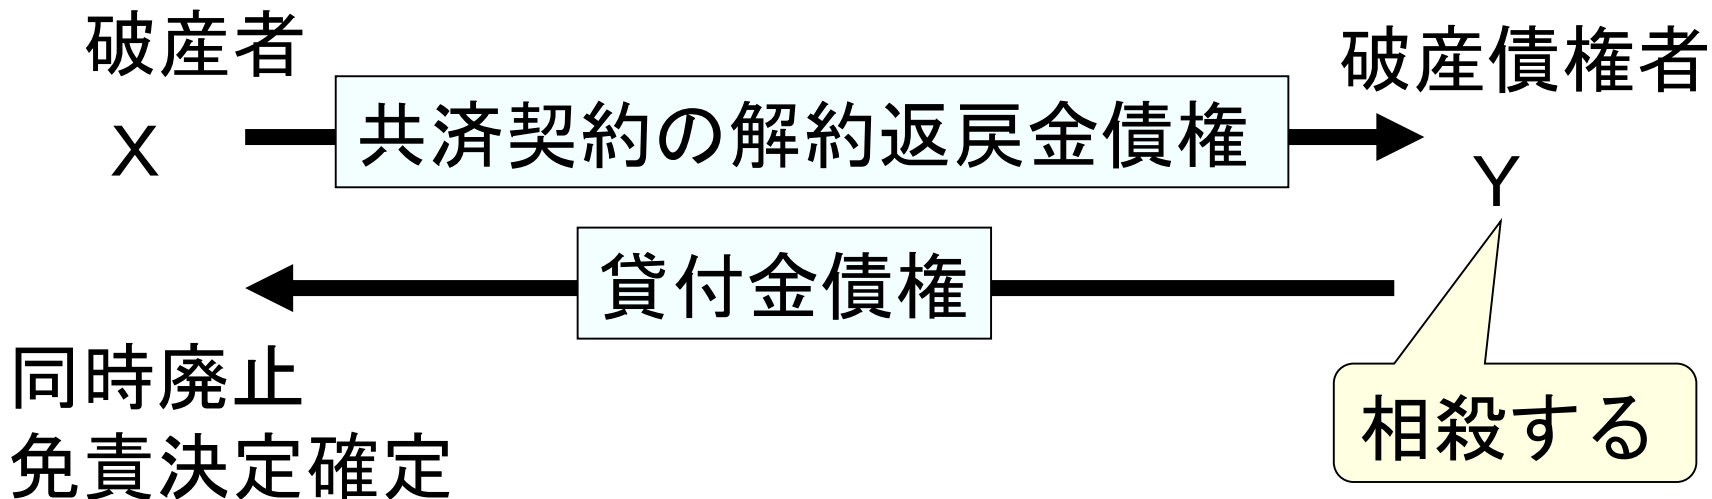 破産者
X
共済契約の解約返戻金債権
破産債権者
Y
貸付金債権
同時廃止
免責決定確定
相殺する